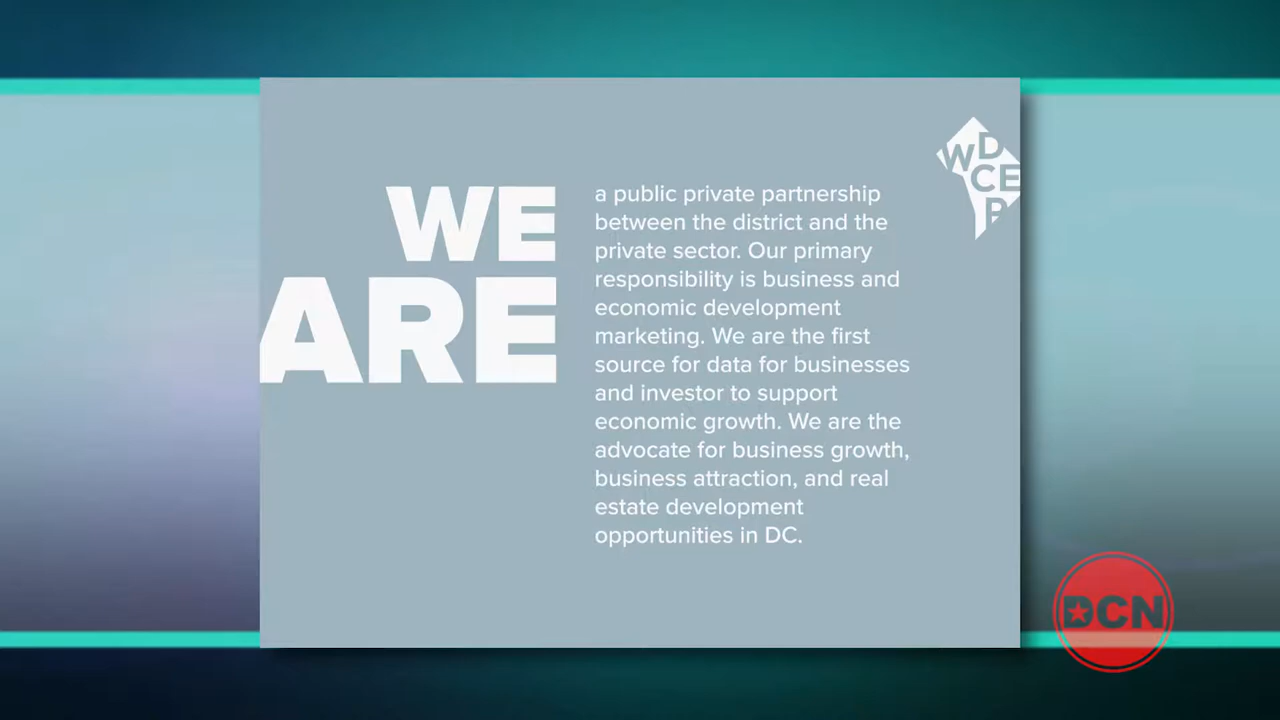 WE
ARE
a public private partnership
between the district and the
private sector. Our primary
responsibility is business and
economic development
marketing. We are the first
source for data for businesses
and investor to support
economic growth. We are the
advocate for business growth,
business attraction, and real
estate development
opportunities in DC.
WDCEP
DCN